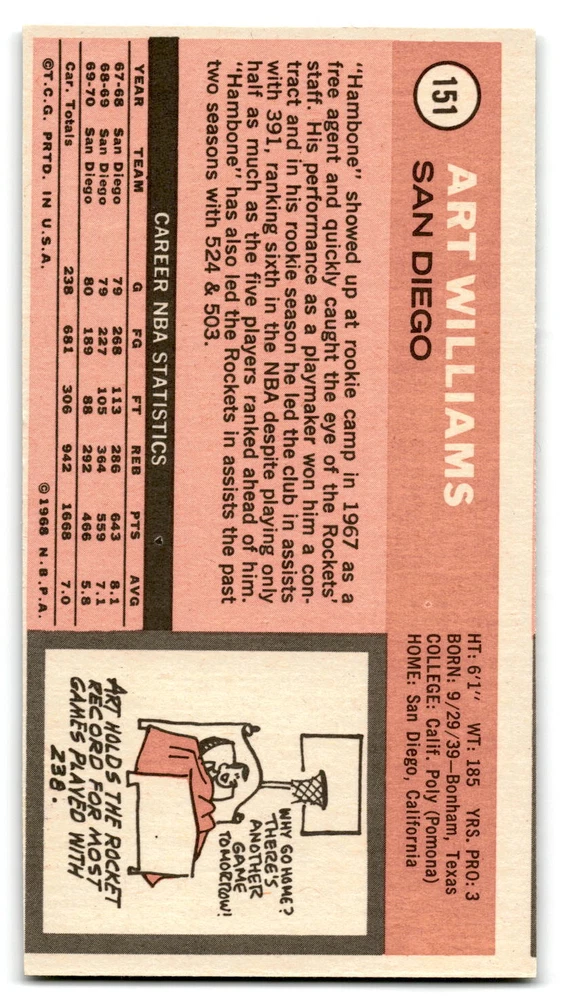 151
ART WILLIAMS
SAN DIEGO
HT: 6'1" WT: 185 YRS. PRO: 3
BORN: 9/29/39—Bonham, Texas
COLLEGE: Calif. Poly (Pomona)
HOME: San Diego, California
"Hambone" showed up at rookie camp in 1967 as a
free agent and quickly caught the eye of the Rockets'
staff. His performance as a playmaker won him a con-
tract and in his rookie season he led the club in assists
with 391, ranking sixth in the NBA despite playing only
half as much as the five players ranked ahead of him.
"Hambone" has also led the Rockets in assists the past
two seasons with 524 & 503.
CAREER NBA STATISTICS
YEAR TEAM G FG FT REB PTS AVG
67-68 San Diego 79 268 113 286 643 8.1
68-69 San Diego 79 227 105 364 559 7.1
69-70 San Diego 80 189 88 292 466 5.8
Car. Totals 238 681 306 942 1668 7.0
©T.C.G. PRTD. IN U.S.A. ©1968 N.B.P.A.
WHY GO HOME?
THERE'S
ANOTHER
GAME
TOMORROW!
ART HOLDS THE ROCKET
RECORD FOR MOST
GAMES PLAYED WITH
238.